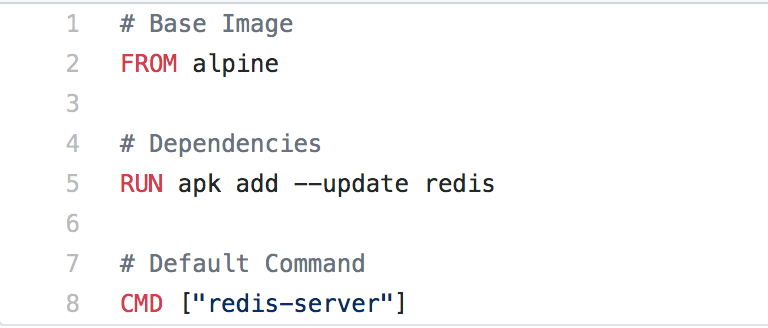 1 # Base Image
2 FROM alpine
3
4 # Dependencies
5 RUN apk add --update redis
6
7 # Default Command
8 CMD ["redis-server"]